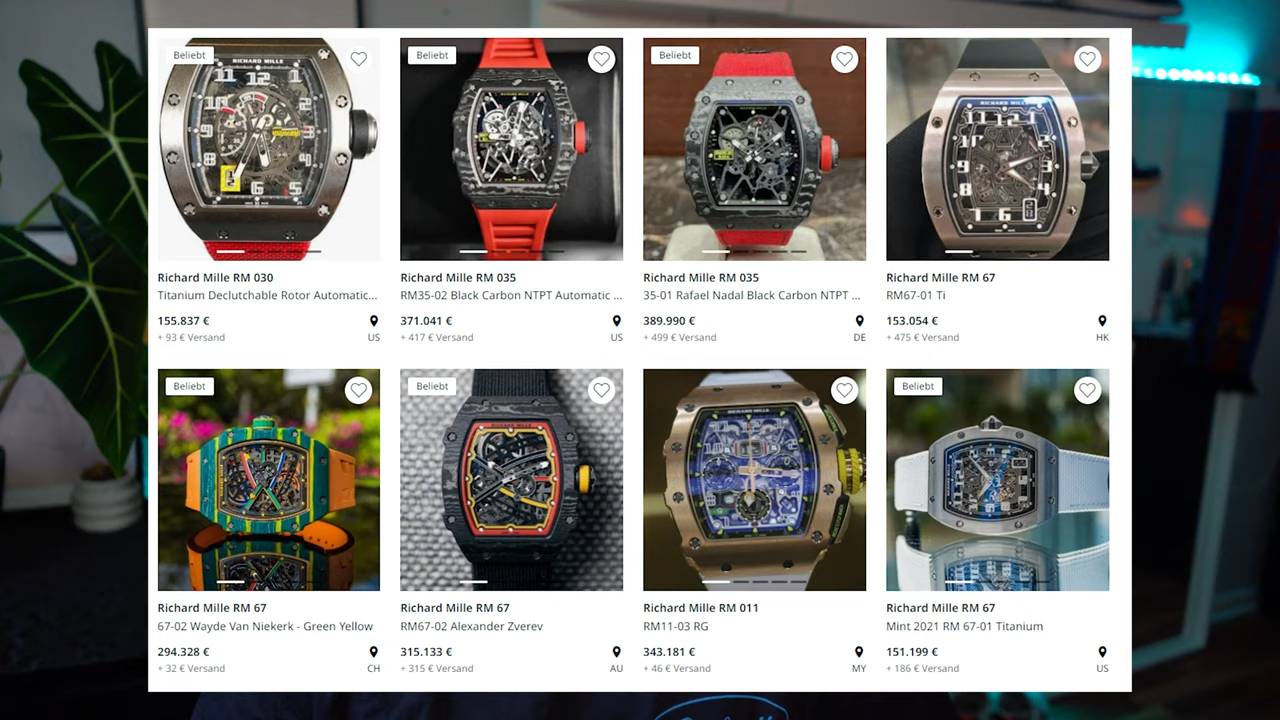 Beliebt
Beliebt
Beliebt
RICHARD MILLE
RICHARD MILLE
Richard Mille RM 030
Titanium Declutchable Rotor Automatic...
155.837 €
+ 93 € Versand
US
Richard Mille RM 035
RM35-02 Black Carbon NTPT Automatic ...
371.041 €
+ 417 € Versand
US
Richard Mille RM 035
35-01 Rafael Nadal Black Carbon NTPT ...
389.990 €
+ 499 € Versand
DE
Richard Mille RM 67
RM67-01 Ti
153.054 €
+ 475 € Versand
HK
Beliebt
Beliebt
Beliebt
RICHARD MILLE
Richard Mille RM 67
67-02 Wayde Van Niekerk - Green Yellow
294.328 €
+ 32 € Versand
CH
Richard Mille RM 67
RM67-02 Alexander Zverev
315.133 €
+ 315 € Versand
AU
Richard Mille RM 011
RM11-03 RG
343.181 €
+ 46 € Versand
MY
Richard Mille RM 67
Mint 2021 RM 67-01 Titanium
151.199 €
+ 186 € Versand
US